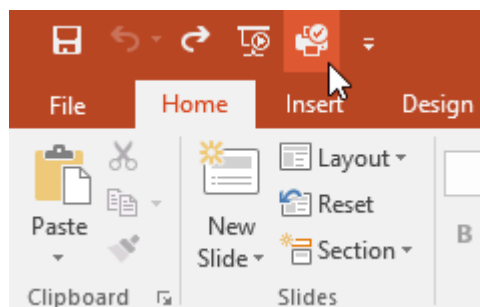 File Home Insert Design
Layout
Reset
Paste
New
Slide
Section
B
Clipboard Slides